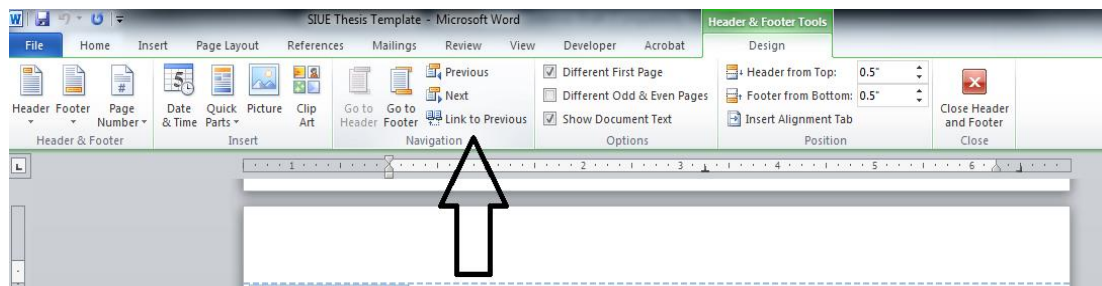 W SIUE Thesis Template - Microsoft Word Header & Footer Tools
File Home Insert Page Layout References Mailings Review View Developer Acrobat Design
Previous Different First Page Header from Top: 0.5"
Next Different Odd & Even Pages Footer from Bottom: 0.5"
Header Footer Page Number Date & Time Quick Parts Picture Clip Art Go to Header Go to Footer Link to Previous Show Document Text Insert Alignment Tab Close Header and Footer
Header & Footer Insert Navigation Options Position Close
L 1 2 3 4 5 6